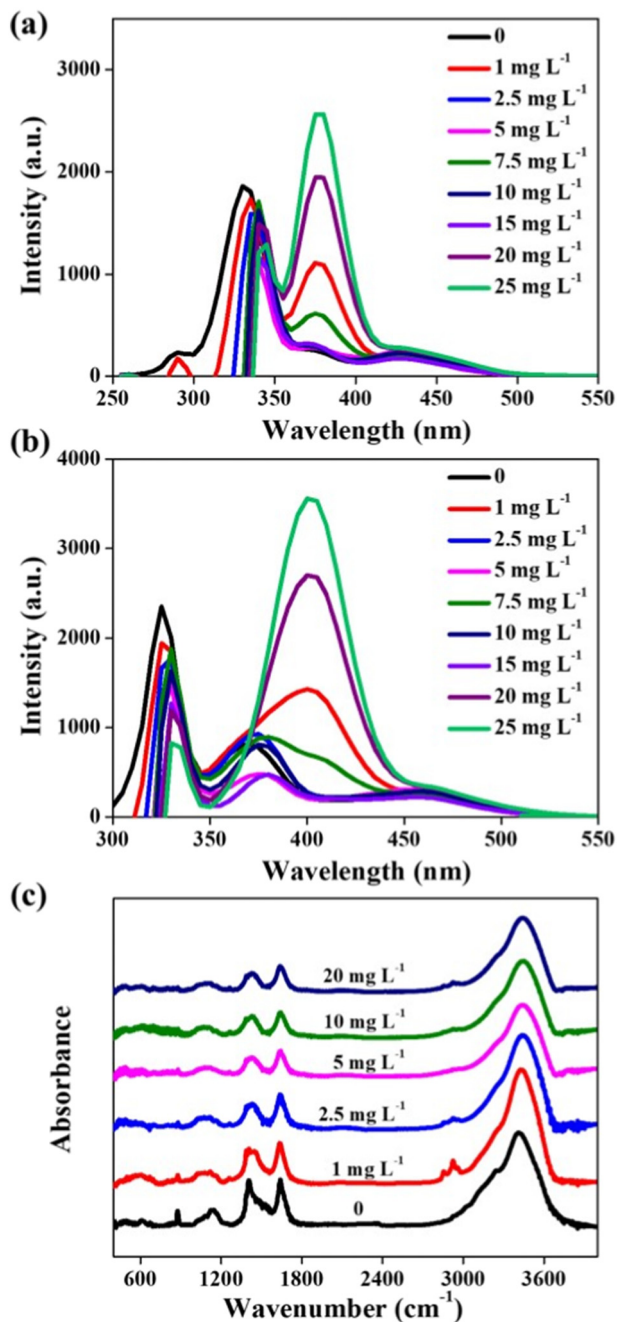 (a)
3000
2000
1000
0
Intensity (a.u.)
0
1 mg L⁻¹
2.5 mg L⁻¹
5 mg L⁻¹
7.5 mg L⁻¹
10 mg L⁻¹
15 mg L⁻¹
20 mg L⁻¹
25 mg L⁻¹
250 300 350 400 450 500 550
Wavelength (nm)
(b)
4000
3000
2000
1000
0
Intensity (a.u.)
0
1 mg L⁻¹
2.5 mg L⁻¹
5 mg L⁻¹
7.5 mg L⁻¹
10 mg L⁻¹
15 mg L⁻¹
20 mg L⁻¹
25 mg L⁻¹
300 350 400 450 500 550
Wavelength (nm)
(c)
Absorbance
20 mg L⁻¹
10 mg L⁻¹
5 mg L⁻¹
2.5 mg L⁻¹
1 mg L⁻¹
0
600 1200 1800 2400 3000 3600
Wavenumber (cm⁻¹)